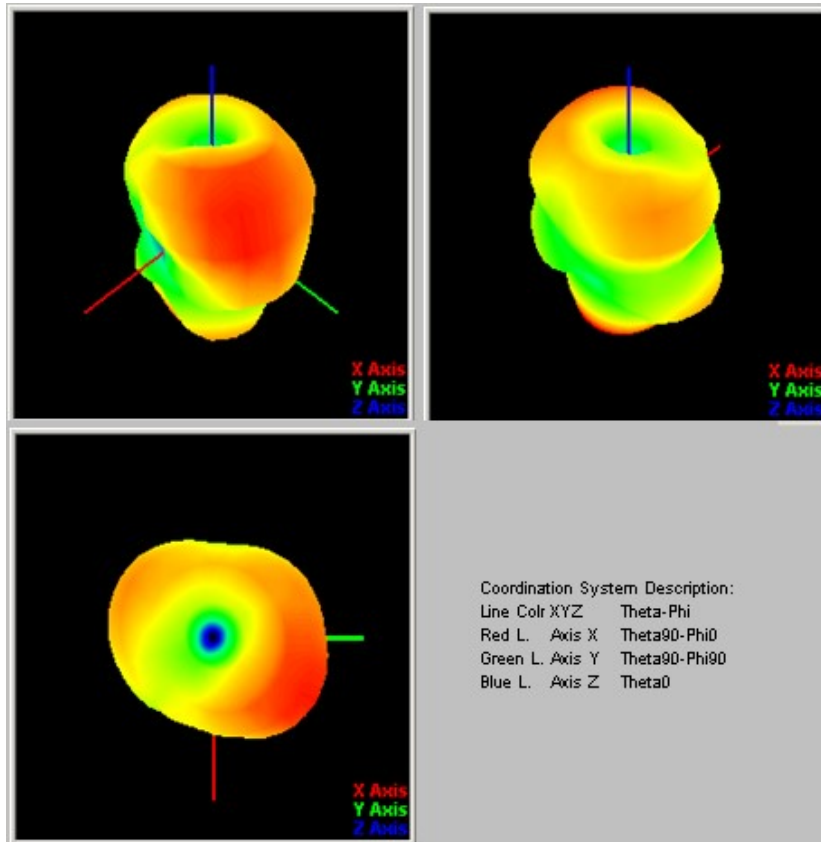 X Axis
Y Axis
Z Axis
X Axis
Y Axis
Z Axis
X Axis
Y Axis
Z Axis
Coordination System Description:
Line Colr XYZ Theta-Phi
Red L. Axis X Theta90-Phi0
Green L. Axis Y Theta90-Phi90
Blue L. Axis Z Theta0